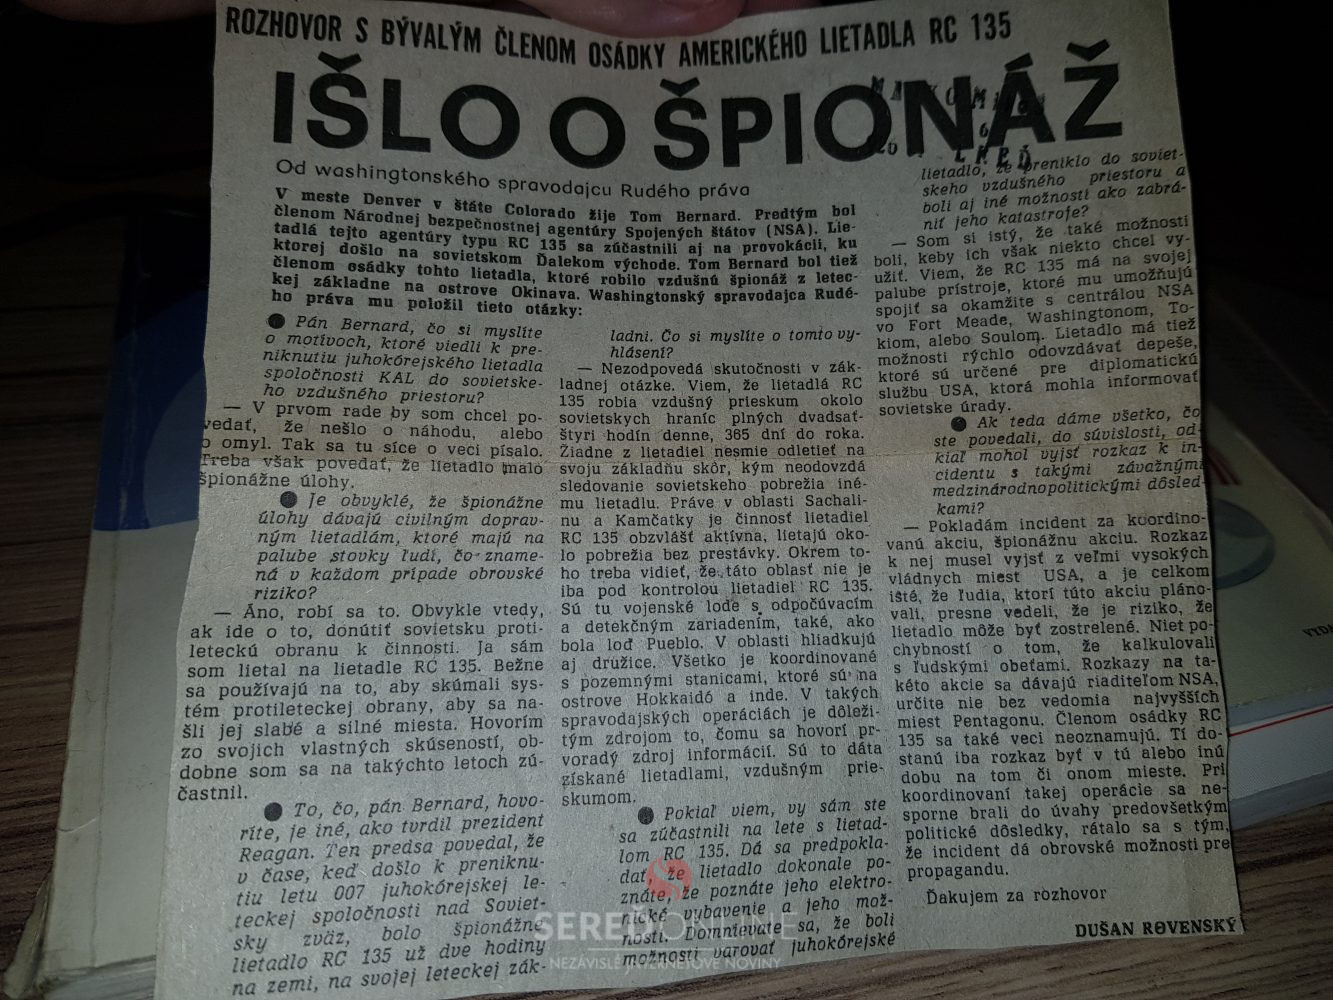 ROZHOVOR S BÝVALÝM ČLENOM OSÁDKY AMERICKÉHO LIETADLA RC 135
IŠLO O ŠPIONÁŽ
Od washingtonského spravodajcu Rudého práva
V meste Denver v štáte Colorado žije Tom Bernard. Predtým bol
členom Národnej bezpečnostnej agentúry Spojených štátov (NSA). Lie-
tadlá tejto agentúry typu RC 135 sa zúčastnili aj na provokácii, ku
ktorej došlo na sovietskom Ďalekom východe. Tom Bernard bol tiež
členom osádky tohto lietadla, ktoré robilo vzdušnú špionáž z letec-
kej základne na ostrove Okinava. Washingtonský spravodajca Rudé-
ho práva mu položil tieto otázky:
● Pán Bernard, čo si myslíte
o motívoch, ktoré viedli k pre-
niknutiu juhokórejského lietadla
spoločnosti KAL do sovietske-
ho vzdušného priestoru?
— V prvom rade by som chcel po-
vedať, že nešlo o náhodu, alebo
o omyl. Tak sa tu síce o veci písalo.
Treba však povedať, že lietadlo malo
špionážne úlohy.
● Je obvyklé, že špionážne
úlohy dávajú civilným doprav-
ným lietadlám, ktoré majú na
palube stovky ľudí, čo zname-
ná v každom prípade obrovské
riziko?
— Áno, robí sa to. Obvykle vtedy,
ak ide o to, donútiť sovietsku proti-
leteckú obranu k činnosti. Ja sám
som lietal na lietadle RC 135. Bežne
sa používajú na to, aby skúmali sys-
tém protileteckej obrany, aby sa na-
šli jej slabé a silné miesta. Hovorím
zo svojich vlastných skúseností, ob-
dobne som sa na takýchto letoch zú-
častnil.
● To, čo, pán Bernard, hovo-
ríte, je iné, ako tvrdil prezident
Reagan. Ten predsa povedal, že
v čase, keď došlo k preniknu-
tiu letu 007 juhokórejskej le-
teckej spoločnosti nad Soviet-
sky zväz, bolo špionážne
lietadlo RC 135 už dve hodiny
na zemi, na svojej leteckej zák-
ladni. Čo si myslíte o tomto vy-
hlásení?
— Nezodpovedá skutočnosti v zák-
ladnej otázke. Viem, že lietadlá RC
135 robia vzdušný prieskum okolo
sovietskych hraníc plných dvadsať-
štyri hodín denne, 365 dní do roka.
Žiadne z lietadiel nesmie odletieť na
svoju základňu skôr, kým neodovzdá
sledovanie sovietskeho pobrežia iné-
mu lietadlu. Práve v oblasti Sachali-
nu a Kamčatky je činnosť lietadiel
RC 135 obzvlášť aktívna, lietajú oko-
lo pobrežia bez prestávky. Okrem to-
ho treba vidieť, že táto oblasť nie je
iba pod kontrolou lietadiel RC 135.
Sú tu vojenské lode s odpočúvacím
a detekčným zariadením, také, ako
bola loď Pueblo. V oblasti hliadkujú
aj družice. Všetko je koordinované
s pozemnými stanicami, ktoré sú na
ostrove Hokkaidó a inde. V takých
spravodajských operáciách je dôleži-
tým zdrojom to, čomu sa hovorí pr-
voradý zdroj informácií. Sú to dáta
získané lietadlami, vzdušným prie-
skumom.
● Pokiaľ viem, vy sám ste
sa zúčastnili na lete s lietad-
lom RC 135. Dá sa predpokla-
dať, že lietadlo dokonale po-
znáte, že poznáte jeho elektro-
nické vybavenie a jeho mož-
nosti. Domnievate sa, že boli
možnosti varovať juhokórejské
lietadlo, že preniklo do soviet-
skeho vzdušného priestoru a
boli aj iné možnosti ako zabrá-
niť jeho katastrofe?
— Som si istý, že také možnosti
boli, keby ich však niekto chcel vy-
užiť. Viem, že RC 135 má na svojej
palube prístroje, ktoré mu umožňujú
spojiť sa okamžite s centrálou NSA
vo Fort Meade, Washingtonom, To-
kiom, alebo Soulom. Lietadlo má tiež
možnosti rýchlo odovzdávať depeše,
ktoré sú určené pre diplomatickú
službu USA, ktorá mohla informovať
sovietske úrady.
● Ak teda dáme všetko, čo
ste povedali, do súvislosti, od-
kiaľ mohol vyjsť rozkaz k in-
cidentu s takými závažnými
medzinárodnopolitickými dôsled-
kami?
— Pokladám incident za koordino-
vanú akciu, špionážnu akciu. Rozkaz
k nej musel vyjsť z veľmi vysokých
vládnych miest USA, a je celkom
isté, že ľudia, ktorí túto akciu pláno-
vali, presne vedeli, že je riziko, že
lietadlo môže byť zostrelené. Niet po-
chybností o tom, že kalkulovali
s ľudskými obeťami. Rozkazy na ta-
kéto akcie sa dávajú riaditeľom NSA,
určite nie bez vedomia najvyšších
miest Pentagonu. Členom osádky RC
135 sa také veci neoznamujú. Tí do-
stanú iba rozkaz byť v tú alebo inú
dobu na tom či onom mieste. Pri
koordinovaní takej operácie sa ne-
sporne brali do úvahy predovšetkým
politické dôsledky, rátalo sa s tým,
že incident dá obrovské možnosti pre
propagandu.
Ďakujem za rozhovor
DUŠAN ROVENSKÝ
SEREĎONLINE
NEZÁVISLÉ INTERNETOVÉ NOVINY